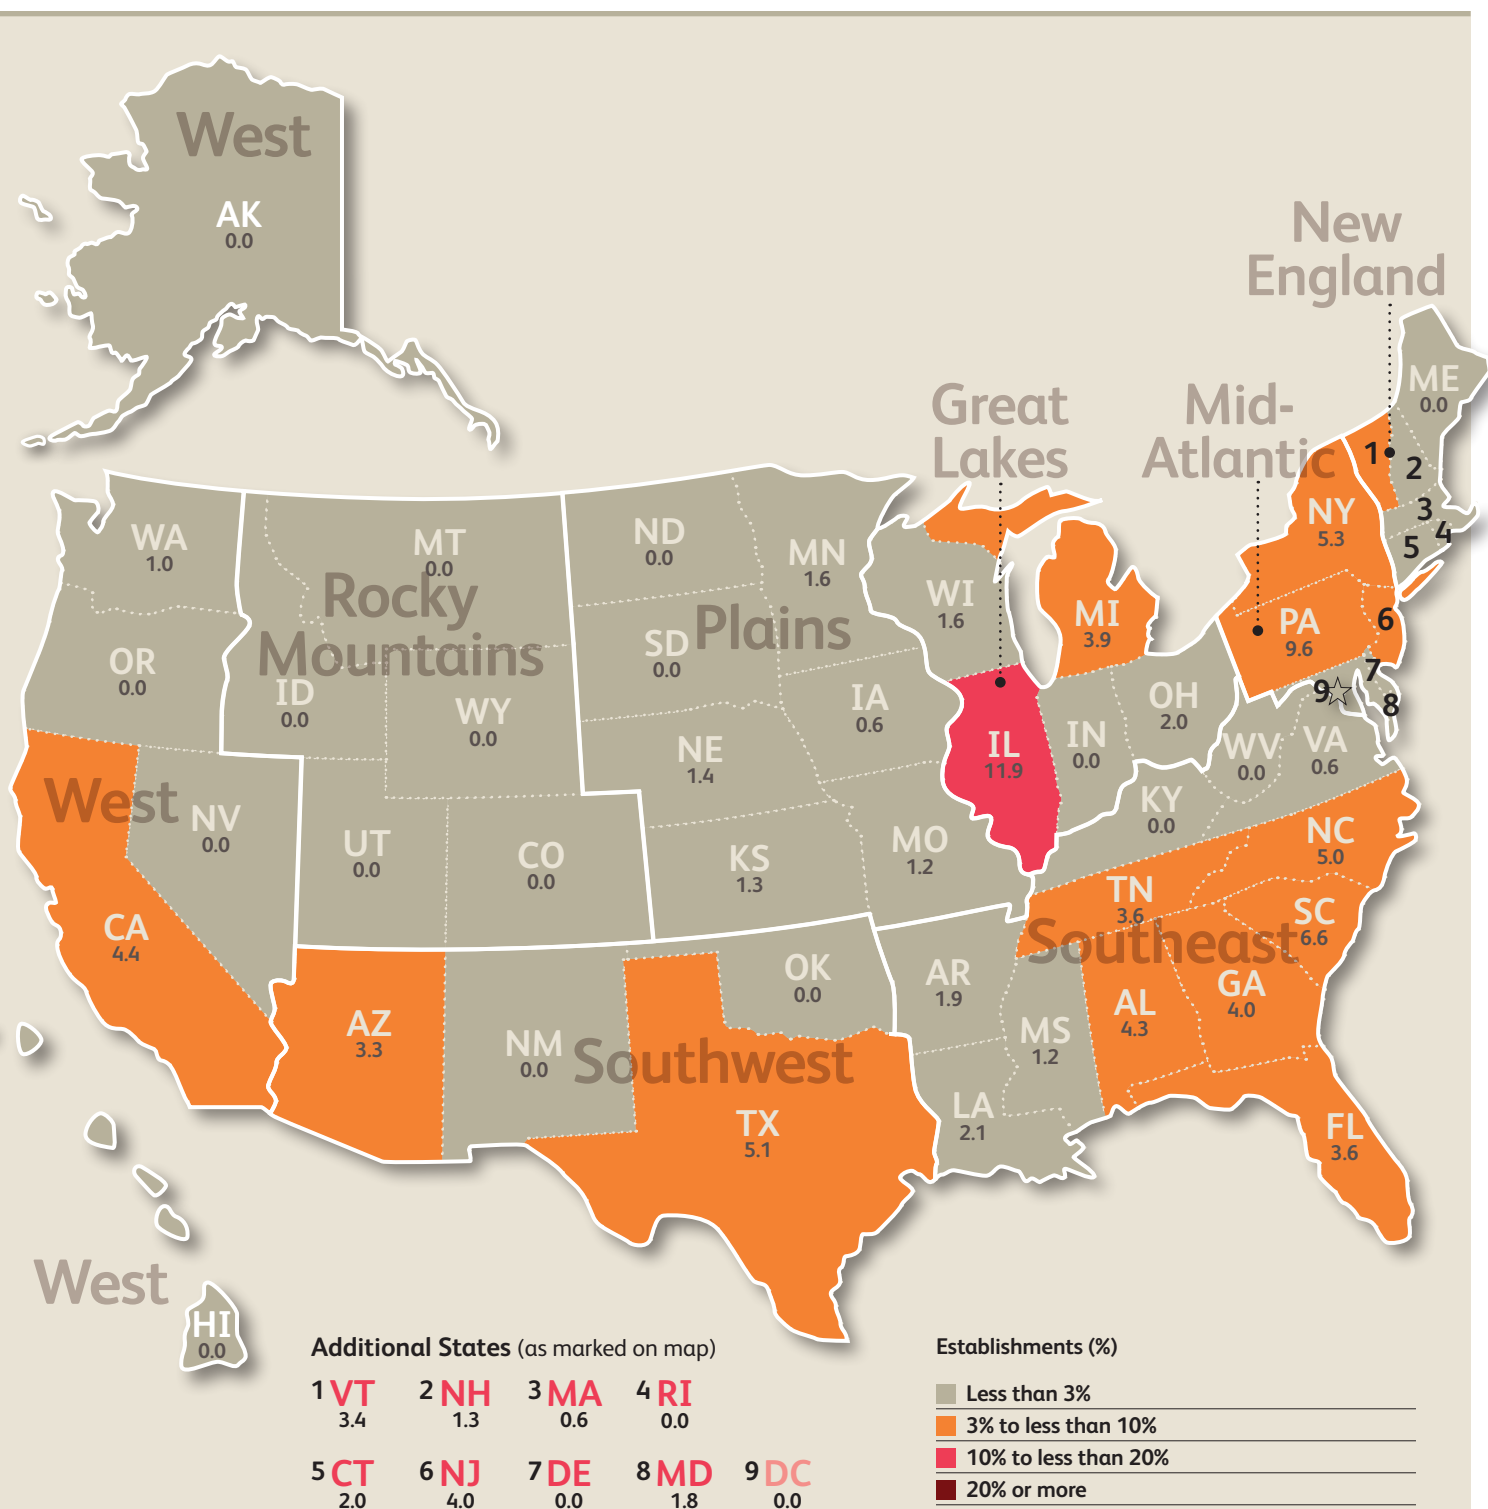 West
AK
0.0
New
England
ME
0.0
Great
Lakes
Mid-
Atlantic
1
2
3
4
5
NY
5.3
WA
1.0
MT
0.0
ND
0.0
MN
1.6
Rocky
Mountains
WI
1.6
MI
3.9
PA
9.6
6
7
8
9
Plains
SD
0.0
OR
0.0
ID
0.0
WY
0.0
IA
0.6
OH
2.0
NE
1.4
IL
11.9
IN
0.0
WV
0.0
VA
0.6
West
NV
0.0
UT
0.0
CO
0.0
KS
1.3
MO
1.2
KY
0.0
NC
5.0
TN
3.6
CA
4.4
SC
6.6
Southeast
OK
0.0
AR
1.9
GA
4.0
AL
4.3
AZ
3.3
NM
0.0
Southwest
MS
1.2
TX
5.1
LA
2.1
FL
3.6
West
HI
0.0
Additional States (as marked on map)
1 VT 2 NH 3 MA 4 RI
3.4 1.3 0.6 0.0
5 CT 6 NJ 7 DE 8 MD 9 DC
2.0 4.0 0.0 1.8 0.0
Establishments (%)
Less than 3%
3% to less than 10%
10% to less than 20%
20% or more